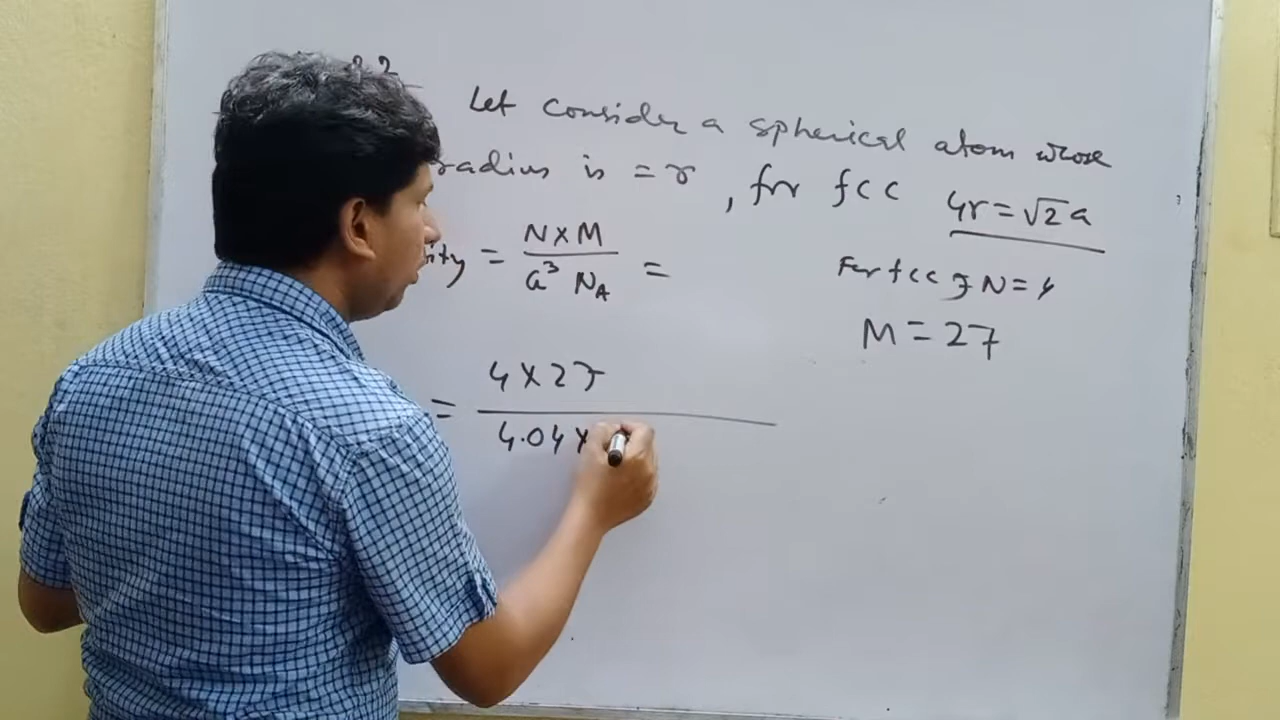 2
Let consider a spherical atom whose
radius is = r , for fcc 4r = √2 a
ity = N×M / a³ N_A =
For fcc, N = 4
M = 27
= 4×27 / 4.04×